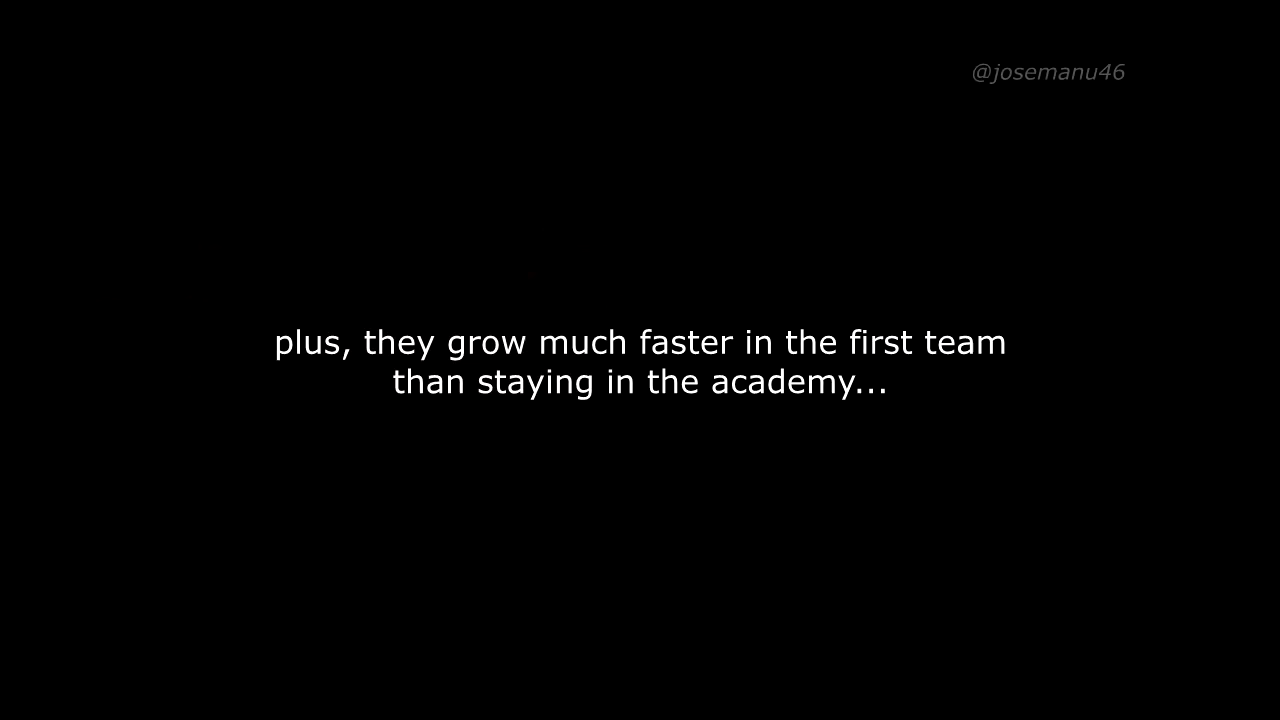 @josemanu46
plus, they grow much faster in the first team
than staying in the academy...